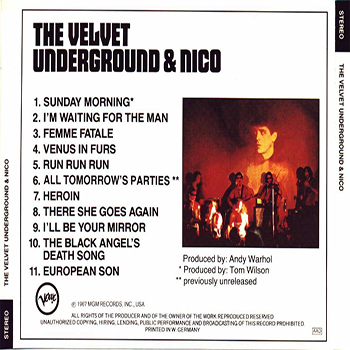 THE VELVET
UNDERGROUND & NICO
1. SUNDAY MORNING*
2. I'M WAITING FOR THE MAN
3. FEMME FATALE
4. VENUS IN FURS
5. RUN RUN RUN
6. ALL TOMORROW'S PARTIES **
7. HEROIN
8. THERE SHE GOES AGAIN
9. I'LL BE YOUR MIRROR
10. THE BLACK ANGEL'S
DEATH SONG
11. EUROPEAN SON
Produced by: Andy Warhol
* Produced by: Tom Wilson
** previously unreleased
Verve
© 1967 MGM RECORDS, INC., USA
ALL RIGHTS OF THE PRODUCER AND OF THE OWNER OF THE WORK REPRODUCED RESERVED
UNAUTHORIZED COPYING, HIRING, LENDING, PUBLIC PERFORMANCE AND BROADCASTING OF THIS RECORD PROHIBITED
PRINTED IN W. GERMANY
STEREO
THE VELVET UNDERGROUND & NICO
STEREO
THE VELVET UNDERGROUND & NICO